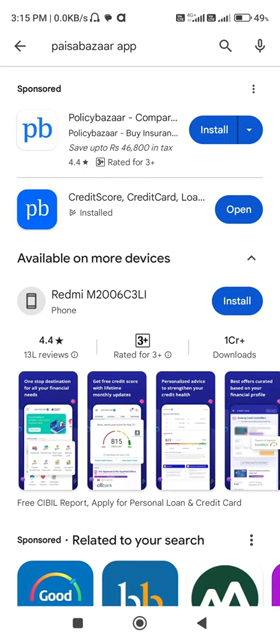 3:15 PM | 0.0KB/s
4G+
49%
paisabazaar app
Sponsored
pb
Policybazaar - Compar...
Policybazaar - Buy Insuran...
Save upto Rs 46,800 in tax
4.4★ 3+ Rated for 3+
Install
pb
CreditScore, CreditCard, Loa...
Installed
Open
Available on more devices
Redmi M2006C3LI
Phone
Install
4.4★
13L reviews
3+
Rated for 3+
1Cr+
Downloads
One stop destination
for all your financial
needs
Get free credit score
with lifetime
monthly updates
815
Personalised advice
to strengthen your
credit health
Best offers curated
based on your
financial profile
Free CIBIL Report, Apply for Personal Loan & Credit Card
Sponsored · Related to your search
Good
bb
M